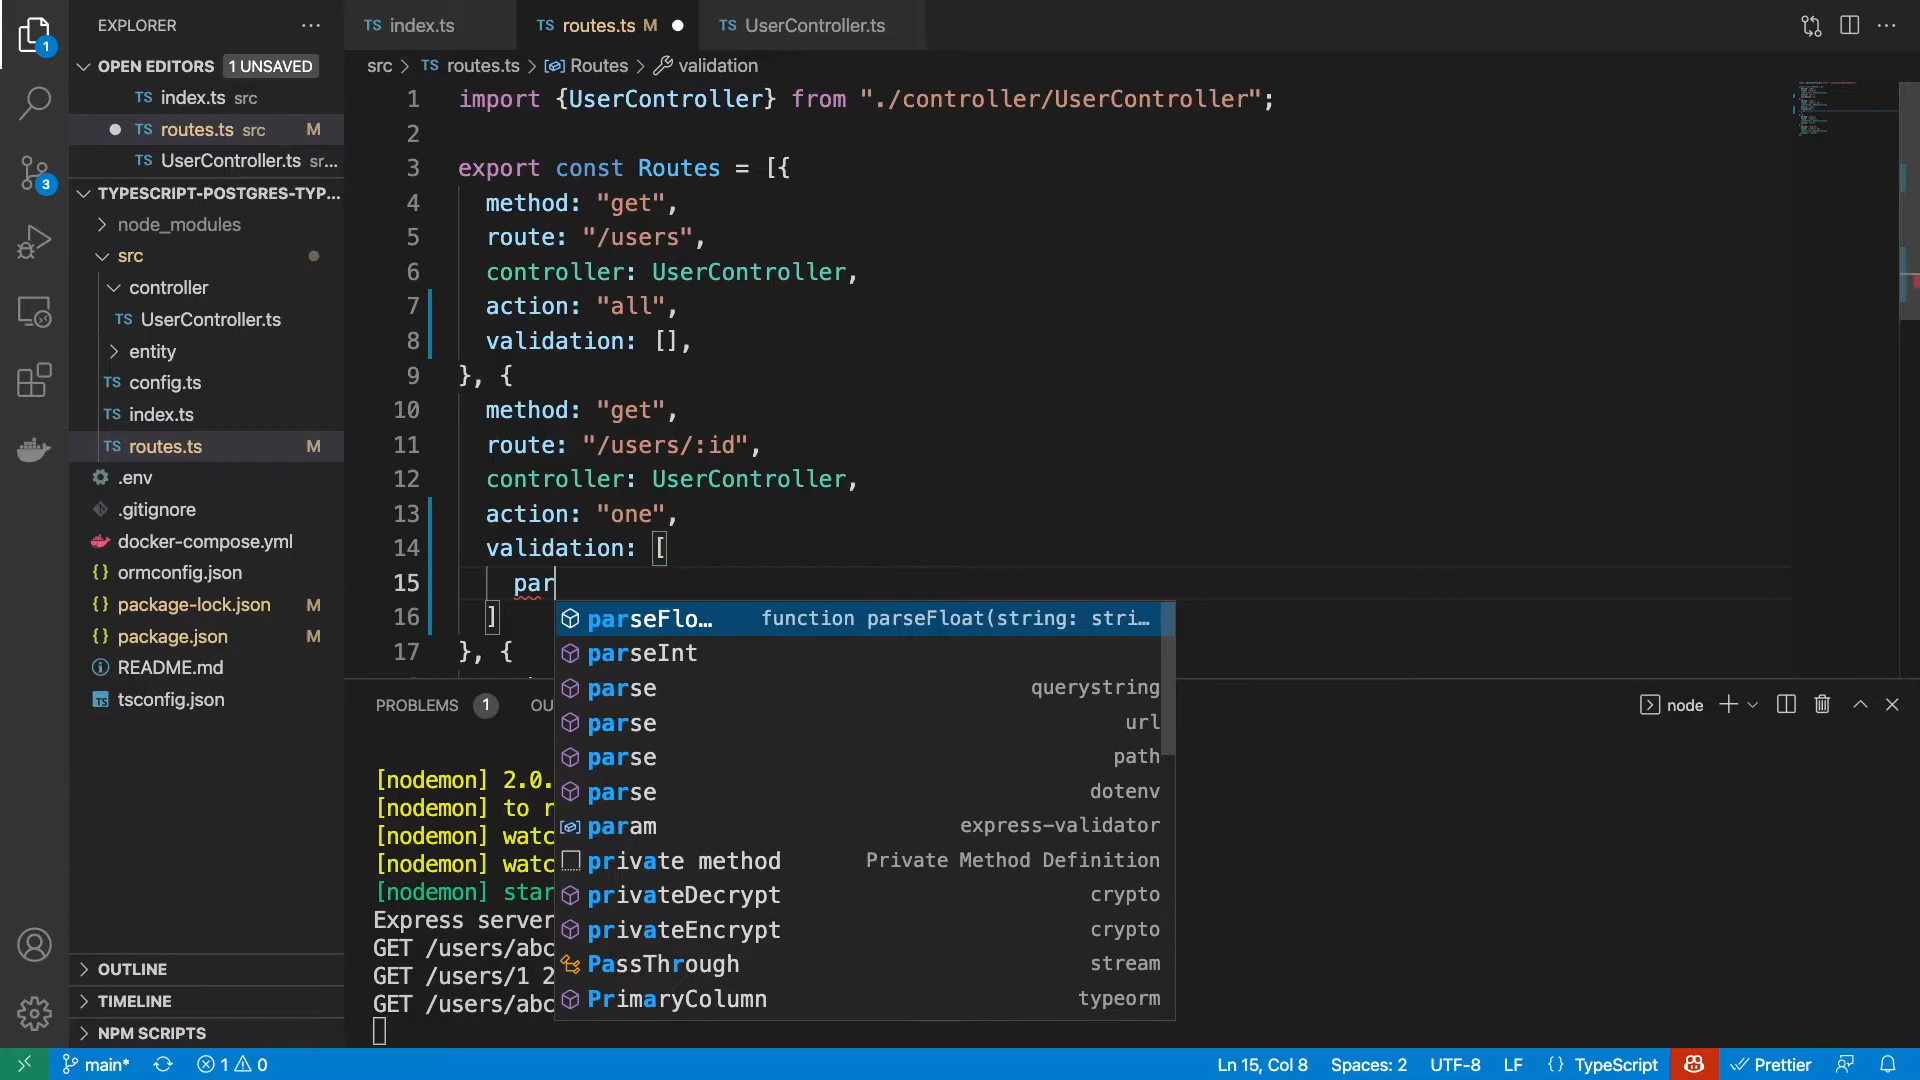 EXPLORER
TS index.ts
TS routes.ts M
TS UserController.ts
OPEN EDITORS 1 UNSAVED
TS index.ts src
TS routes.ts src M
TS UserController.ts sr...
TYPESCRIPT-POSTGRES-TYP...
node_modules
src
controller
TS UserController.ts
entity
TS config.ts
TS index.ts
TS routes.ts M
.env
.gitignore
docker-compose.yml
{} ormconfig.json
{} package-lock.json M
{} package.json M
README.md
TS tsconfig.json
OUTLINE
TIMELINE
NPM SCRIPTS
1
3
src > TS routes.ts > Routes > validation
1 import {UserController} from "./controller/UserController";
2
3 export const Routes = [{
4 method: "get",
5 route: "/users",
6 controller: UserController,
7 action: "all",
8 validation: [],
9 }, {
10 method: "get",
11 route: "/users/:id",
12 controller: UserController,
13 action: "one",
14 validation: [
15 par
16 ]
17 }, {
parseFlo… function parseFloat(string: stri…
parseInt
parse querystring
parse url
parse path
parse dotenv
param express-validator
private method Private Method Definition
privateDecrypt crypto
privateEncrypt crypto
PassThrough stream
PrimaryColumn typeorm
PROBLEMS 1 OU
node
[nodemon] 2.0.
[nodemon] to r
[nodemon] watc
[nodemon] watc
[nodemon] star
Express server
GET /users/abc
GET /users/1 2
GET /users/abc
main* 1 0
Ln 15, Col 8 Spaces: 2 UTF-8 LF {} TypeScript Prettier